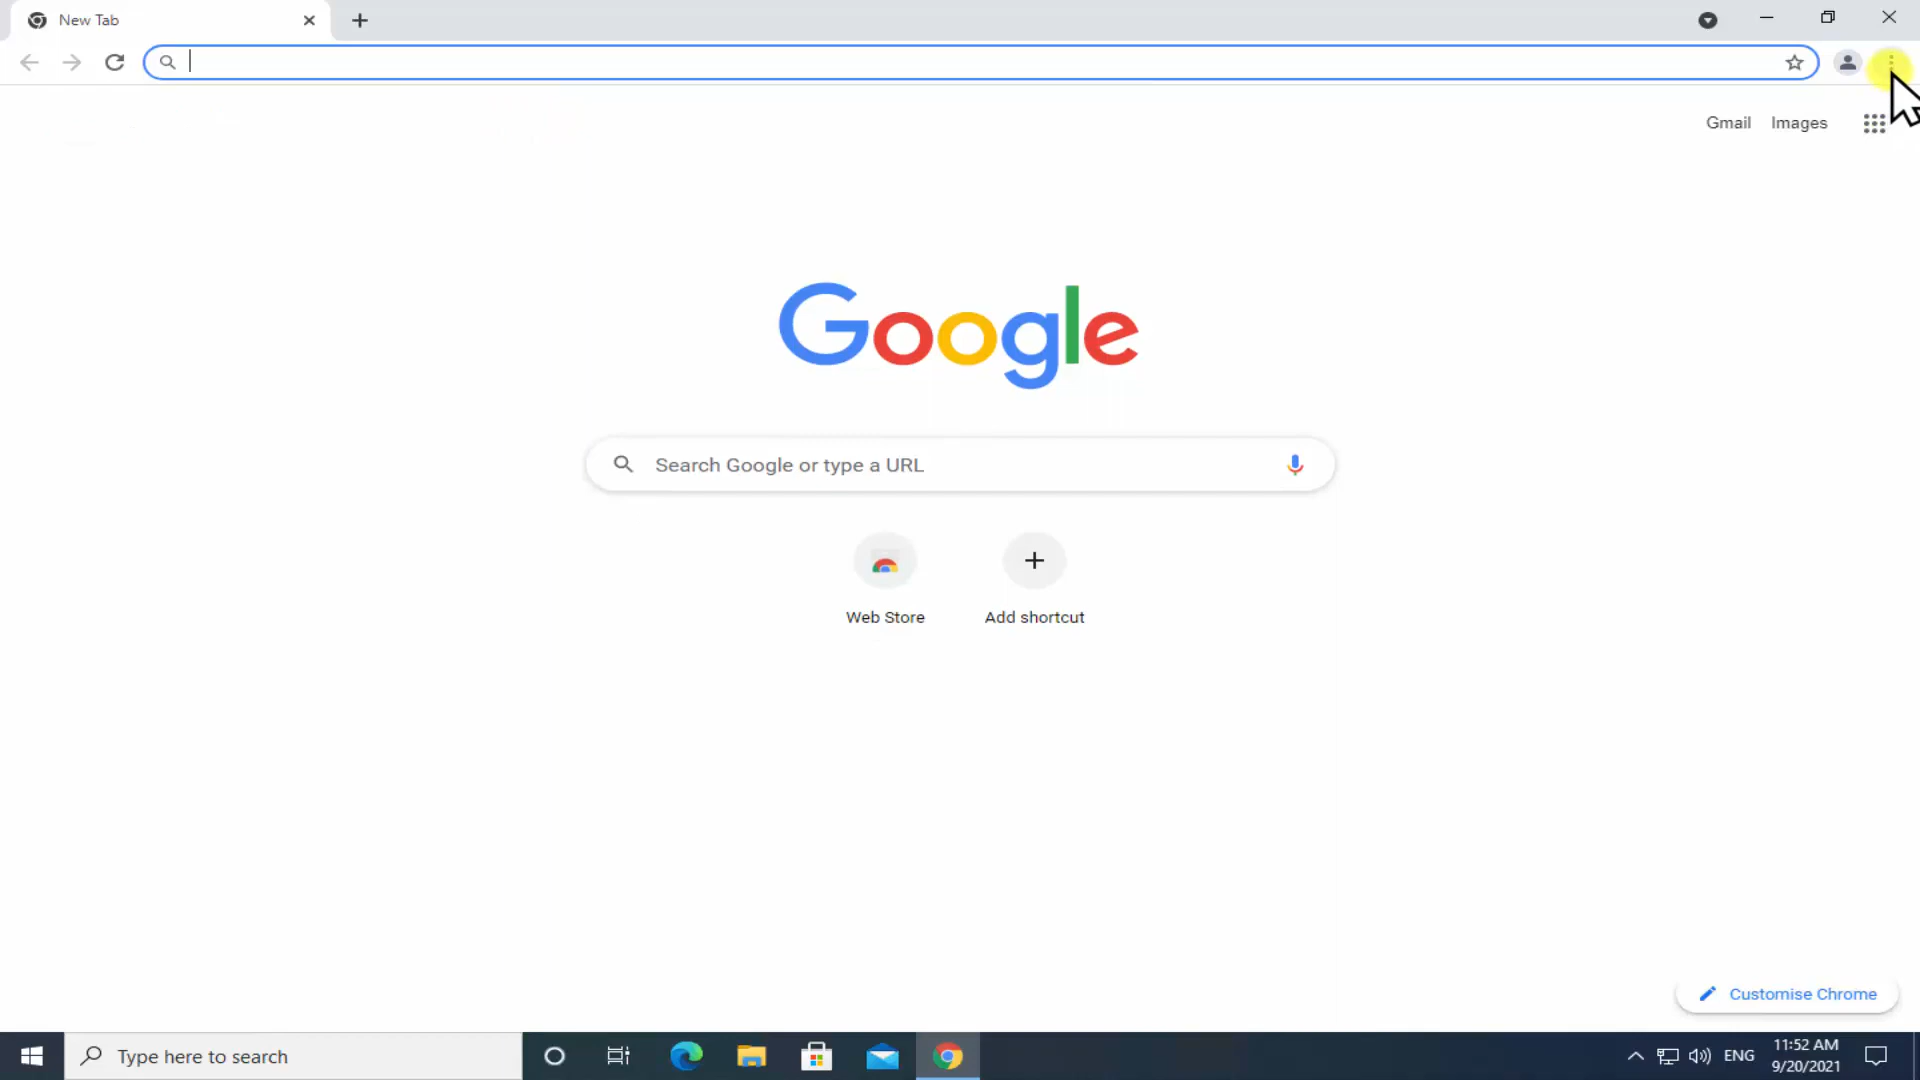 New Tab
Gmail Images
Google
Search Google or type a URL
Web Store Add shortcut
Customise Chrome
Type here to search
ENG
11:52 AM
9/20/2021